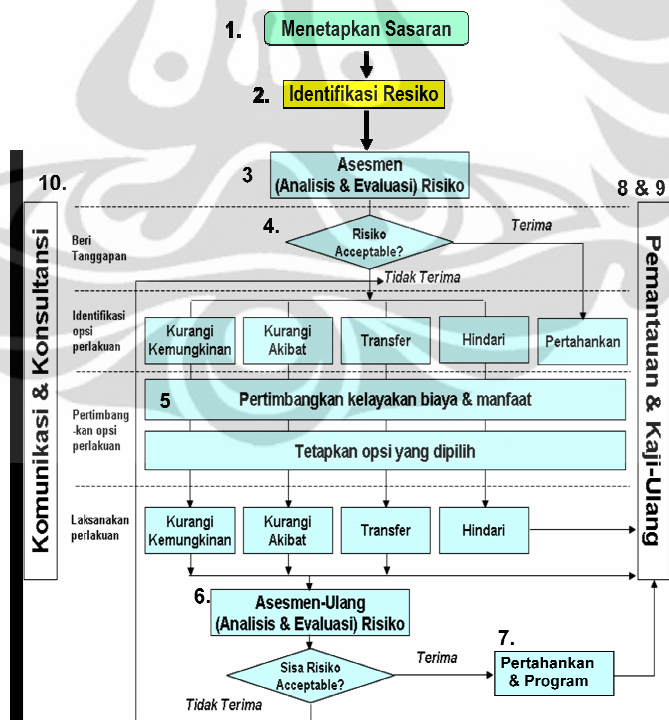 1. Menetapkan Sasaran
2. Identifikasi Resiko
3 Asesmen
(Analisis & Evaluasi) Risiko
10.
8 & 9
Komunikasi & Konsultansi
Pemantauan & Kaji-Ulang
Beri
Tanggapan
4. Risiko
Acceptable?
Terima
Tidak Terima
Identifikasi
opsi
perlakuan
Kurangi
Kemungkinan
Kurangi
Akibat
Transfer
Hindari
Pertahankan
Pertimbang
-kan opsi
perlakuan
5 Pertimbangkan kelayakan biaya & manfaat
Tetapkan opsi yang dipilih
Laksanakan
perlakuan
Kurangi
Kemungkinan
Kurangi
Akibat
Transfer
Hindari
6. Asesmen-Ulang
(Analisis & Evaluasi) Risiko
Sisa Risiko
Acceptable?
Terima
7.
Pertahankan
& Program
Tidak Terima